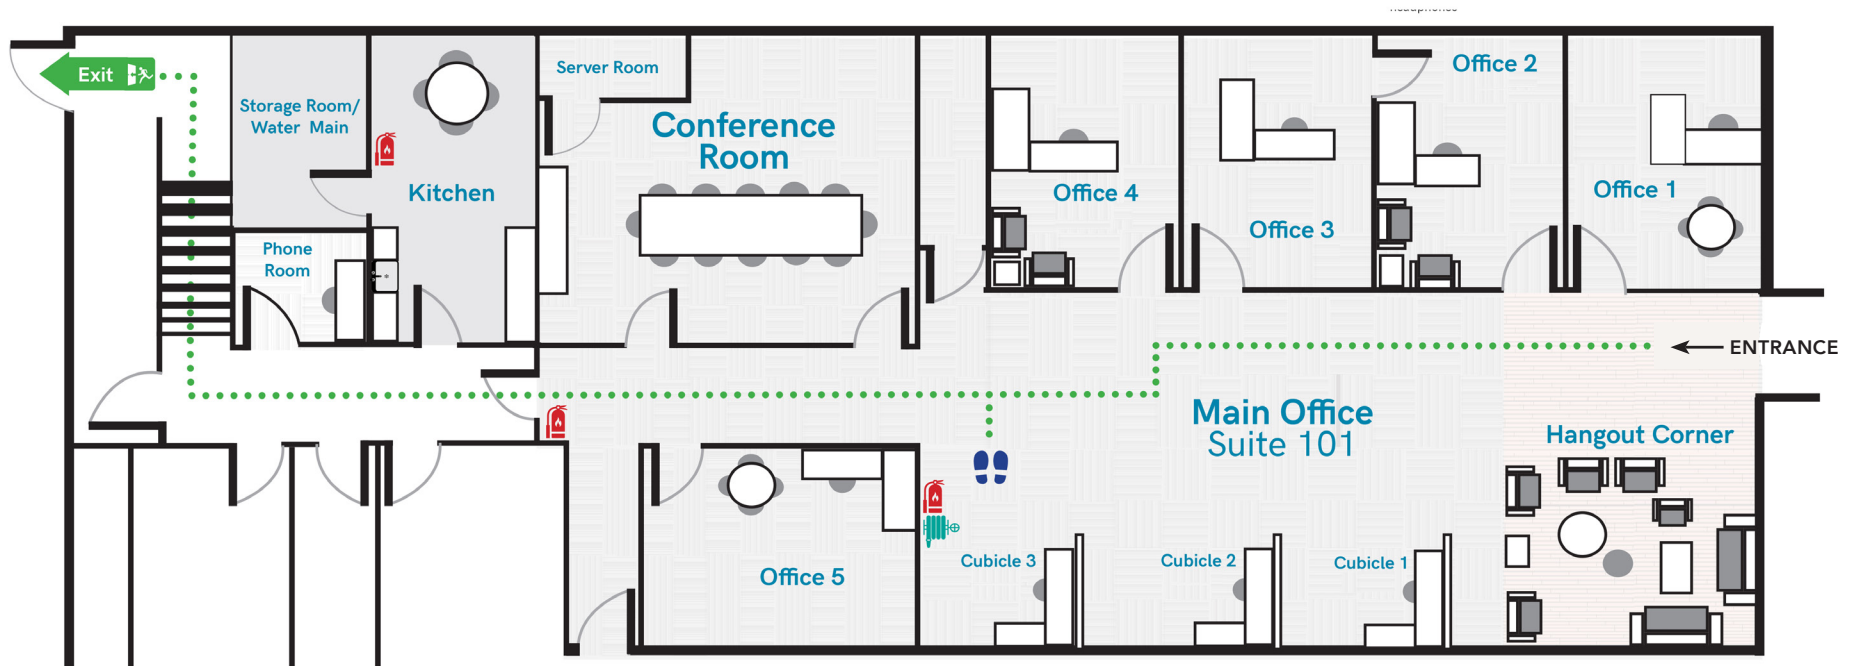 Exit
Storage Room/
Water Main
Kitchen
Phone
Room
Server Room
Conference
Room
Office 4
Office 3
Office 2
Office 1
ENTRANCE
Main Office
Suite 101
Hangout Corner
Office 5
Cubicle 3
Cubicle 2
Cubicle 1